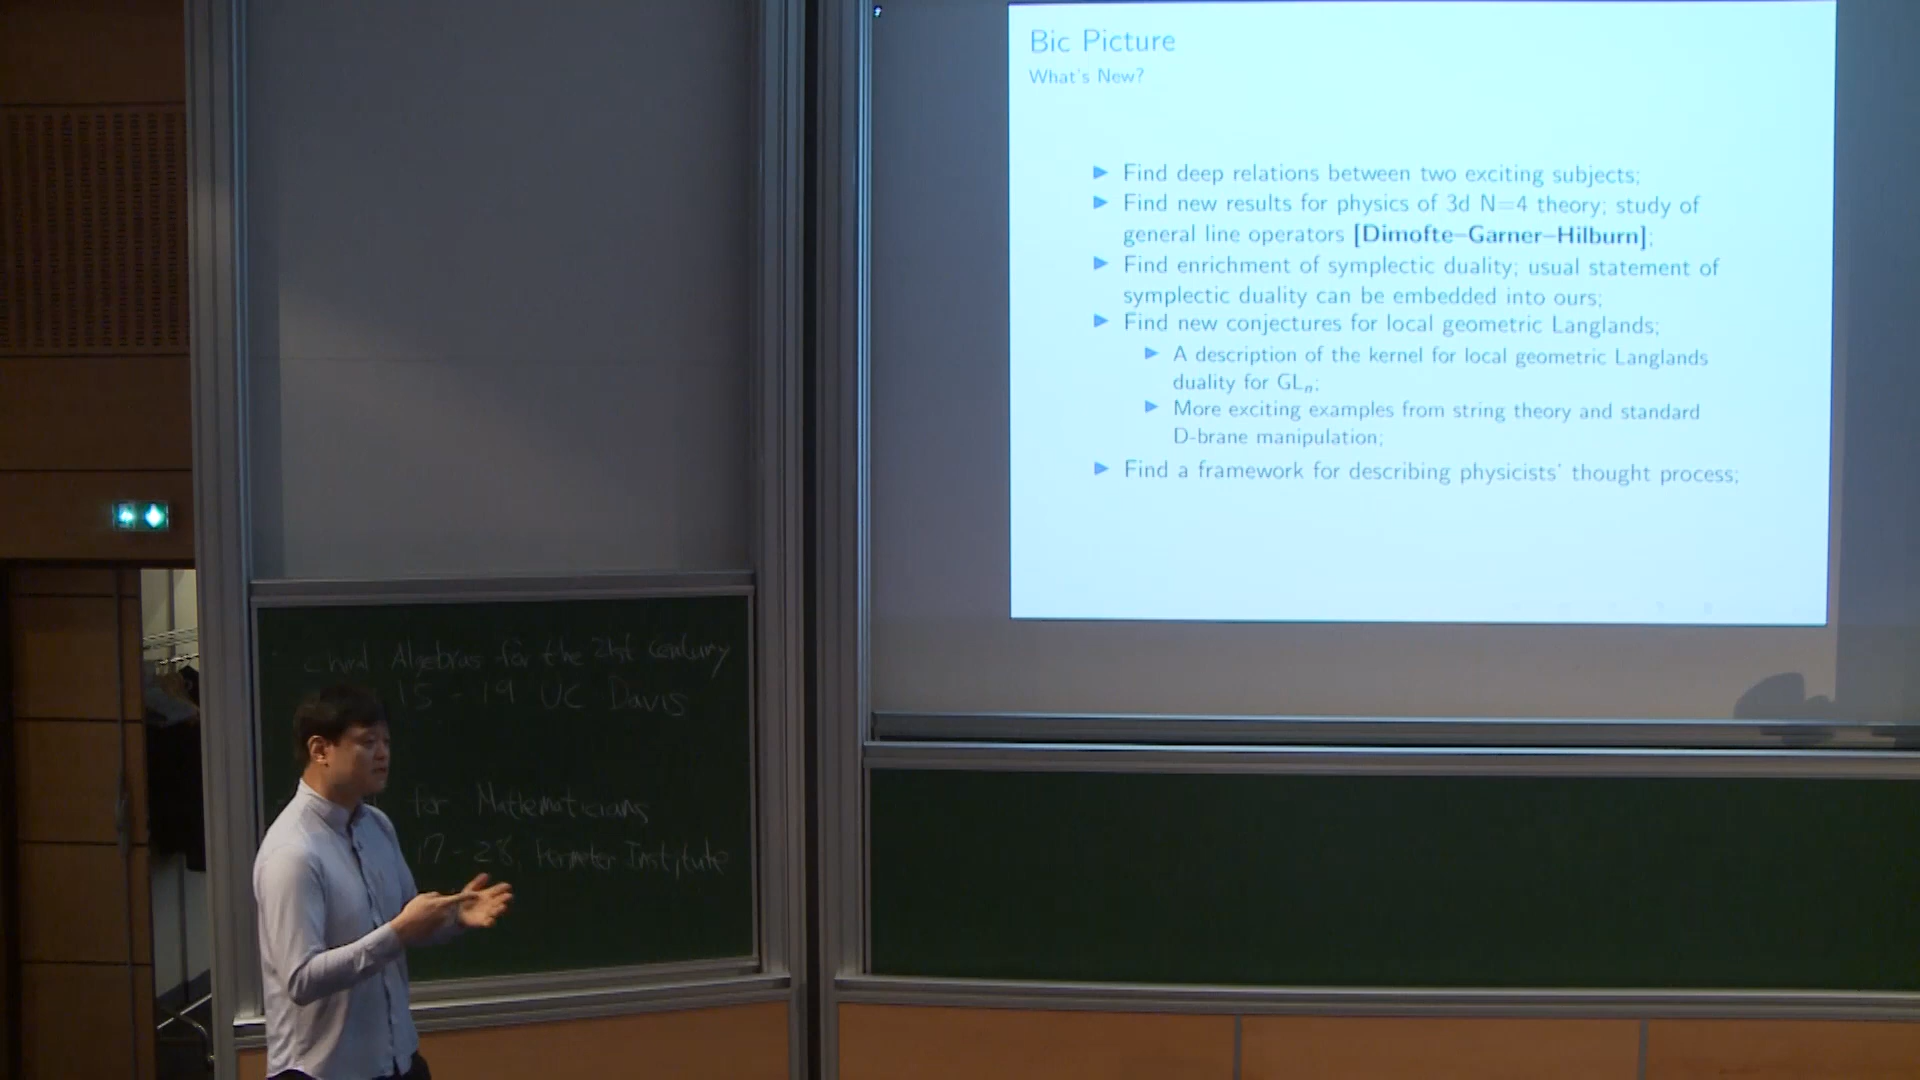 Bic Picture
What's New?
▶ Find deep relations between two exciting subjects;
▶ Find new results for physics of 3d N=4 theory; study of
general line operators [Dimofte–Garner–Hilburn];
▶ Find enrichment of symplectic duality; usual statement of
symplectic duality can be embedded into ours;
▶ Find new conjectures for local geometric Langlands;
▶ A description of the kernel for local geometric Langlands
duality for GLₙ;
▶ More exciting examples from string theory and standard
D-brane manipulation;
▶ Find a framework for describing physicists' thought process;
Algebras for the 21st century
15 - 19 UC Davis
for Mathematicians
17 - 28, Perimeter Institute